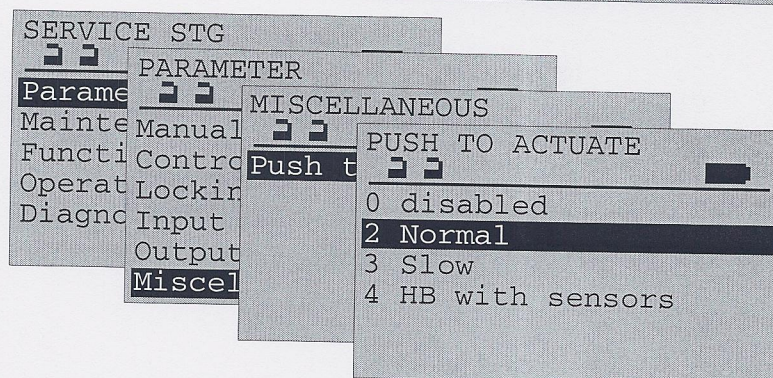 SERVICE STG
Parame
Mainte
Functi
Operat
Diagno
PARAMETER
Manual
Contro
Lockin
Input
Output
Miscel
MISCELLANEOUS
Push t
PUSH TO ACTUATE
0 disabled
2 Normal
3 Slow
4 HB with sensors